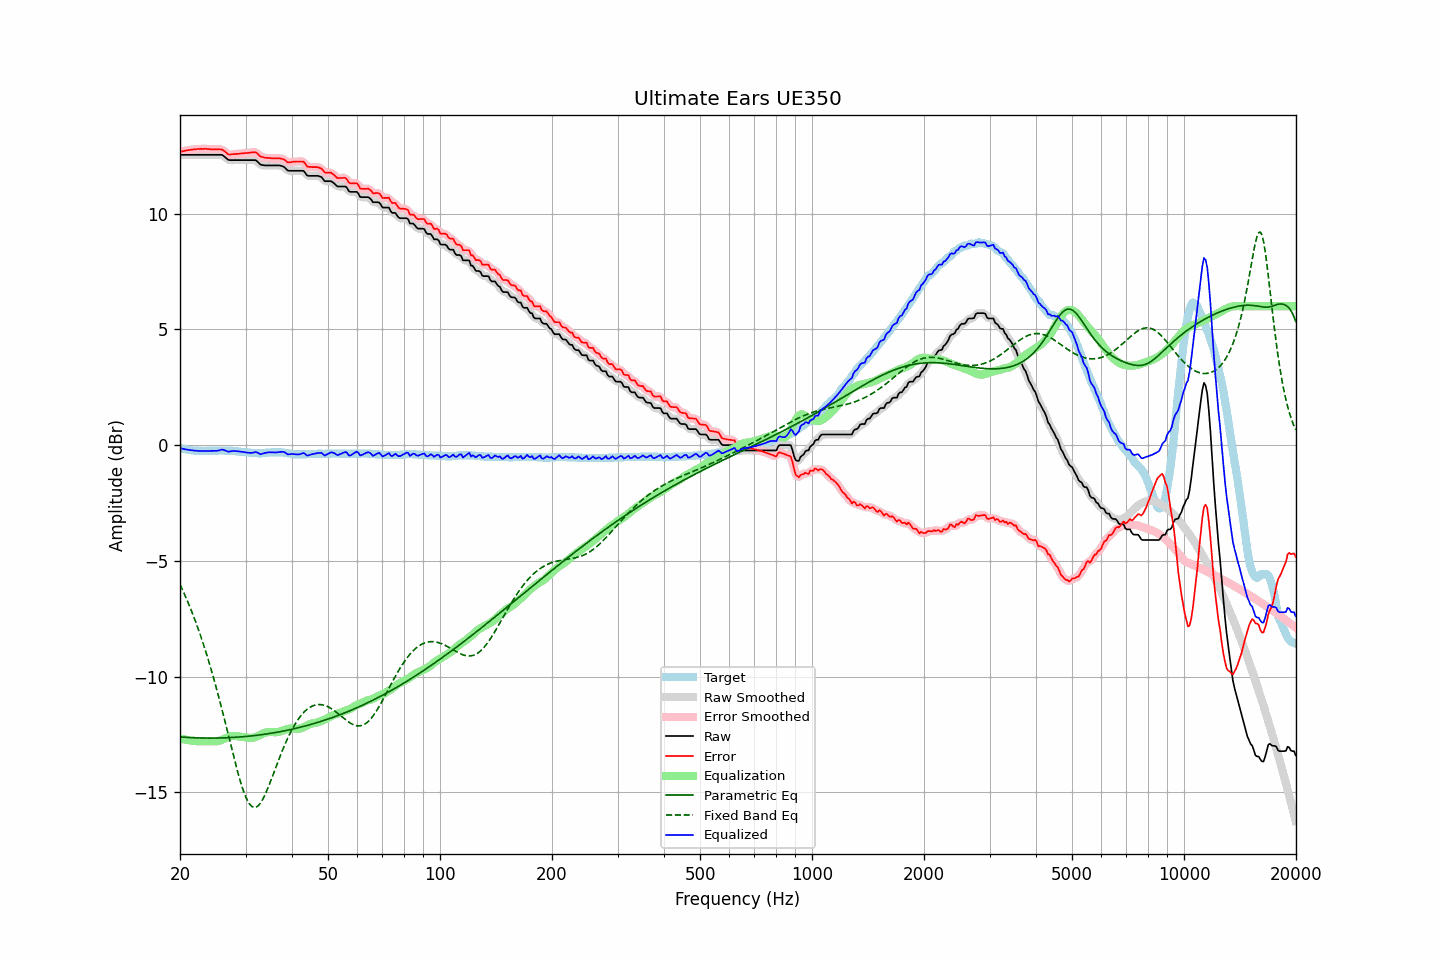 Ultimate Ears UE350
Amplitude (dBr)
10
5
0
−5
−10
−15
Target
Raw Smoothed
Error Smoothed
Raw
Error
Equalization
Parametric Eq
Fixed Band Eq
Equalized
20
50
100
200
500
1000
2000
5000
10000
20000
Frequency (Hz)